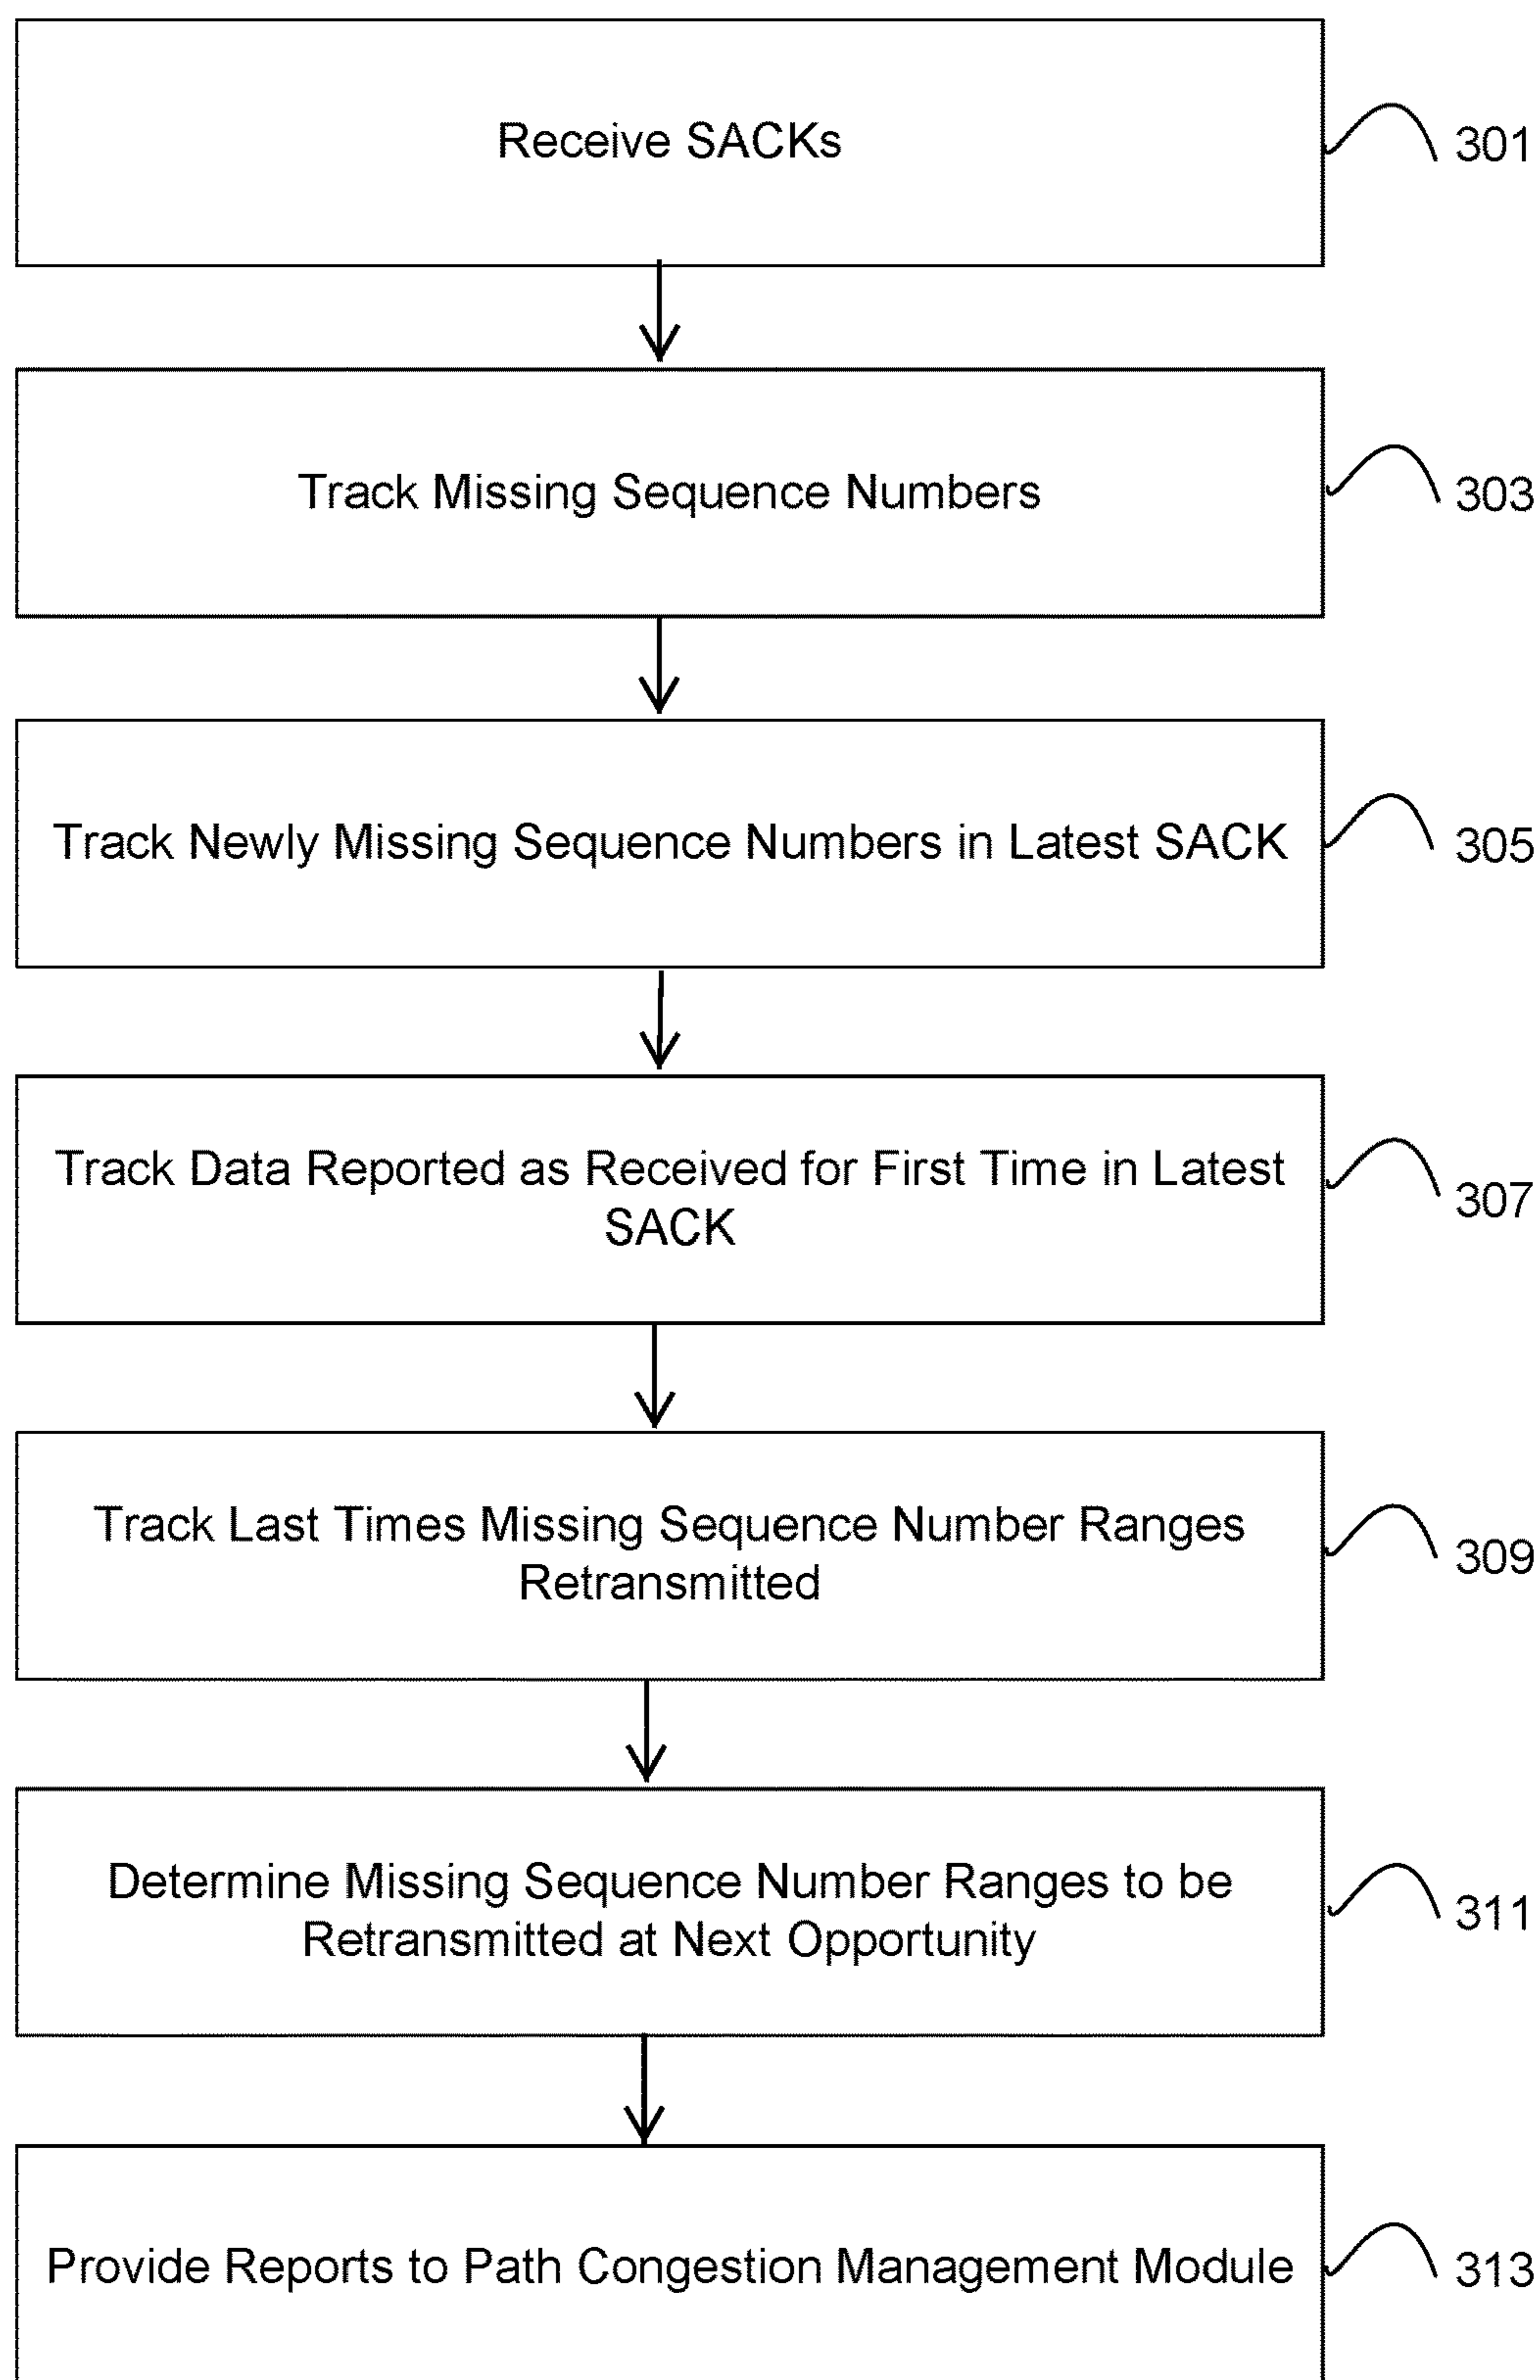 Receive SACKs
301
Track Missing Sequence Numbers
303
Track Newly Missing Sequence Numbers in Latest SACK
305
Track Data Reported as Received for First Time in Latest
SACK
307
Track Last Times Missing Sequence Number Ranges
Retransmitted
309
Determine Missing Sequence Number Ranges to be
Retransmitted at Next Opportunity
311
Provide Reports to Path Congestion Management Module
313